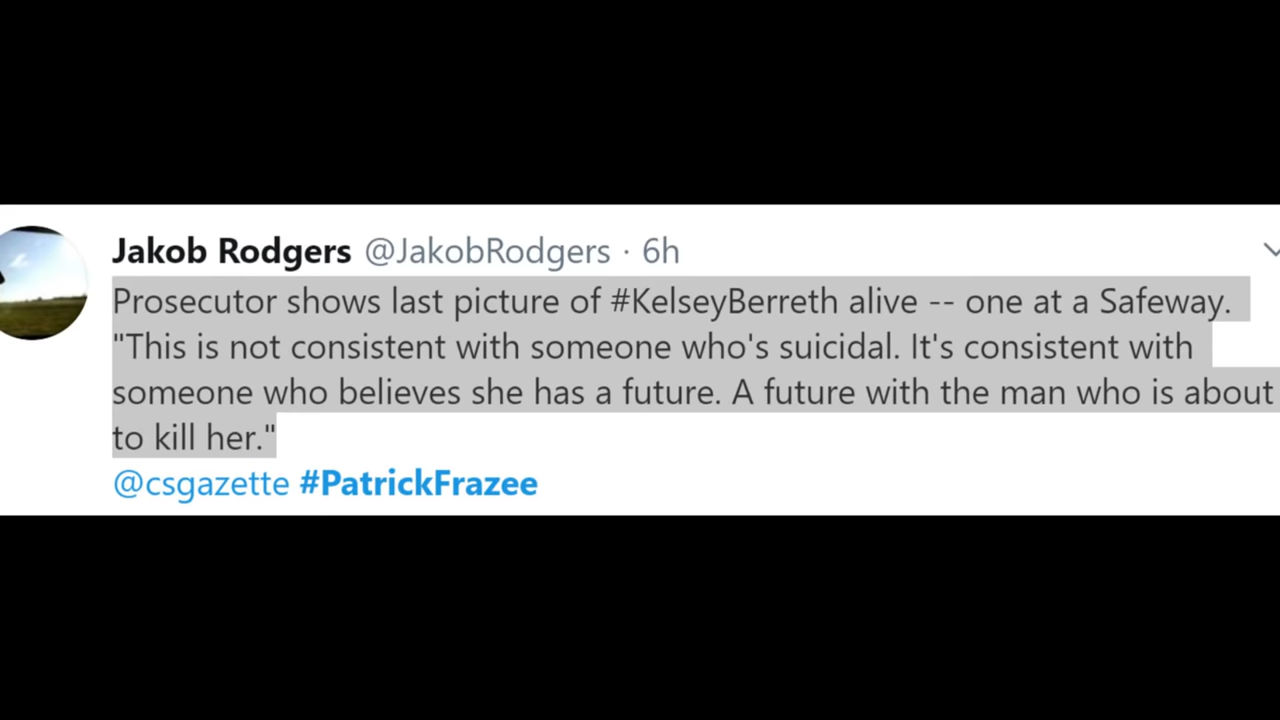 Jakob Rodgers @JakobRodgers · 6h
Prosecutor shows last picture of #KelseyBerreth alive -- one at a Safeway.
"This is not consistent with someone who's suicidal. It's consistent with
someone who believes she has a future. A future with the man who is about
to kill her."
@csgazette #PatrickFrazee